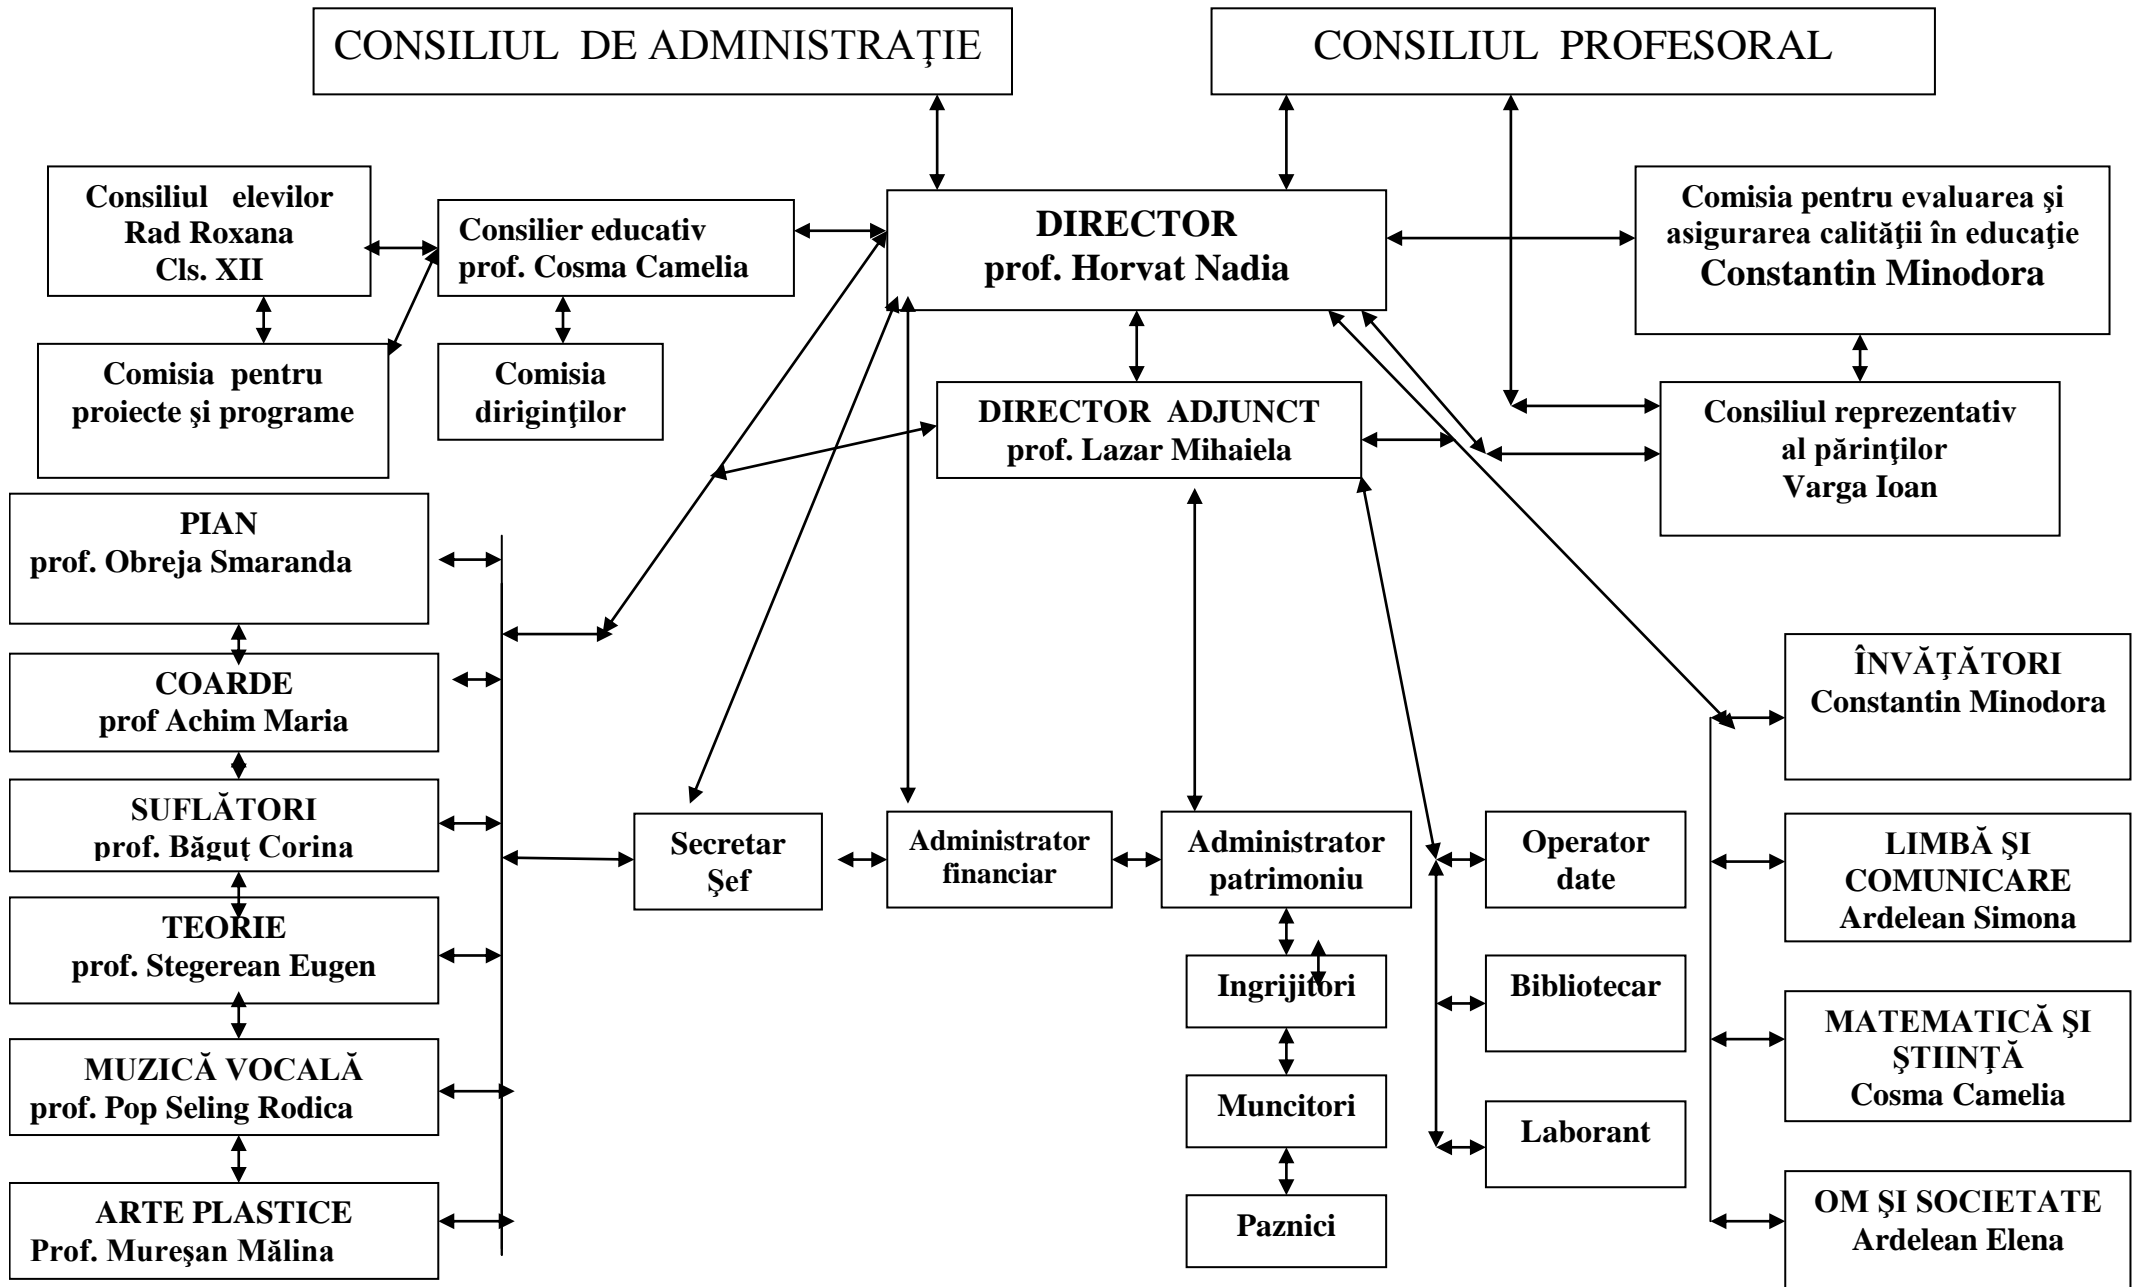 CONSILIUL DE ADMINISTRAŢIE
CONSILIUL PROFESORAL
Consiliul elevilor
Rad Roxana
Cls. XII
Consilier educativ
prof. Cosma Camelia
DIRECTOR
prof. Horvat Nadia
Comisia pentru evaluarea şi
asigurarea calităţii în educaţie
Constantin Minodora
Comisia pentru
proiecte şi programe
Comisia
diriginţilor
DIRECTOR ADJUNCT
prof. Lazar Mihaiela
Consiliul reprezentativ
al părinţilor
Varga Ioan
PIAN
prof. Obreja Smaranda
COARDE
prof Achim Maria
SUFLĂTORI
prof. Băguţ Corina
TEORIE
prof. Stegerean Eugen
MUZICĂ VOCALĂ
prof. Pop Seling Rodica
ARTE PLASTICE
Prof. Mureşan Mălina
Secretar
Şef
Administrator
financiar
Administrator
patrimoniu
Ingrijitori
Muncitori
Paznici
Operator
date
Bibliotecar
Laborant
ÎNVĂŢĂTORI
Constantin Minodora
LIMBĂ ŞI
COMUNICARE
Ardelean Simona
MATEMATICĂ ŞI
ŞTIINŢĂ
Cosma Camelia
OM ŞI SOCIETATE
Ardelean Elena